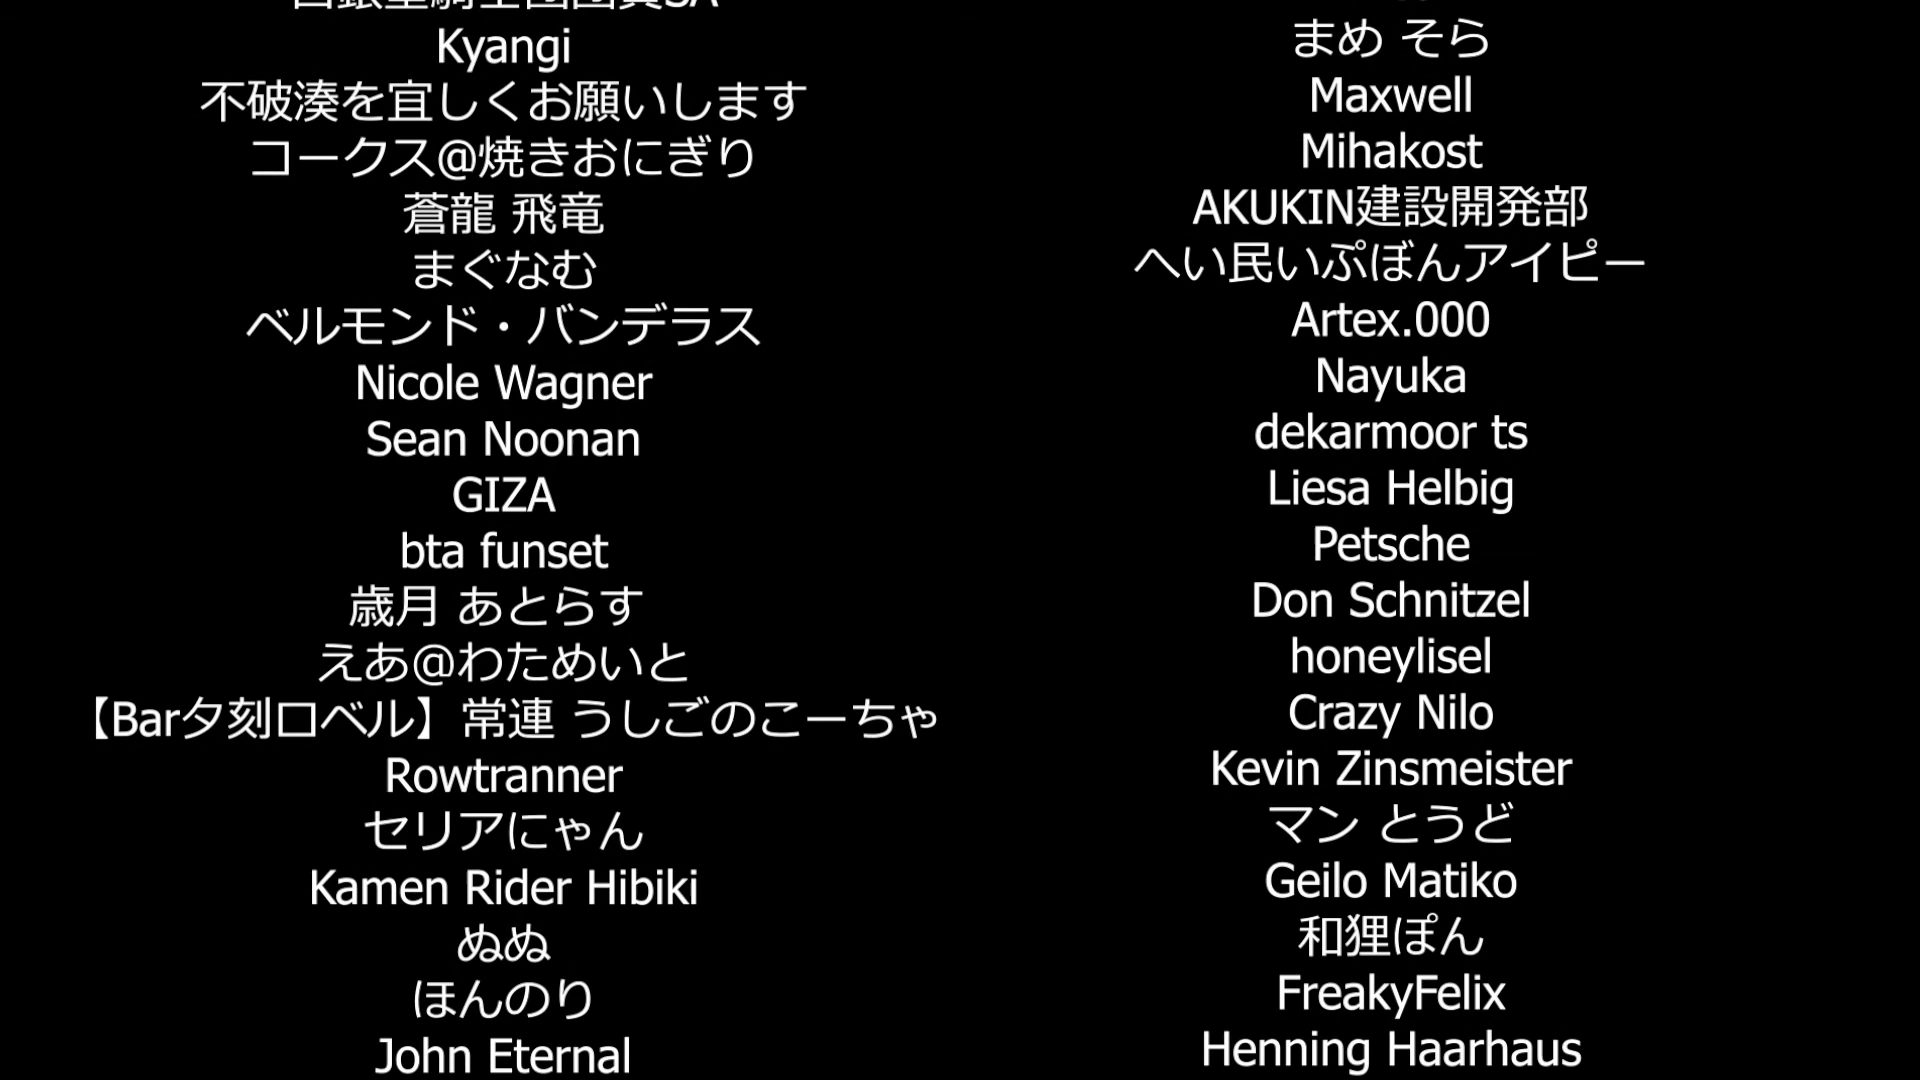 Kyangi
不破湊を宜しくお願いします
コークス@焼きおにぎり
蒼龍 飛竜
まぐなむ
ベルモンド・バンデラス
Nicole Wagner
Sean Noonan
GIZA
bta funset
歳月 あとらす
えあ@わためいと
【Bar夕刻ロベル】常連 うしごのこーちゃ
Rowtranner
セリアにゃん
Kamen Rider Hibiki
ぬぬ
ほんのり
John Eternal
まめ そら
Maxwell
Mihakost
AKUKIN建設開発部
へい民いぷぼんアイピー
Artex.000
Nayuka
dekarmoor ts
Liesa Helbig
Petsche
Don Schnitzel
honeylisel
Crazy Nilo
Kevin Zinsmeister
マン とうど
Geilo Matiko
和狸ぽん
FreakyFelix
Henning Haarhaus